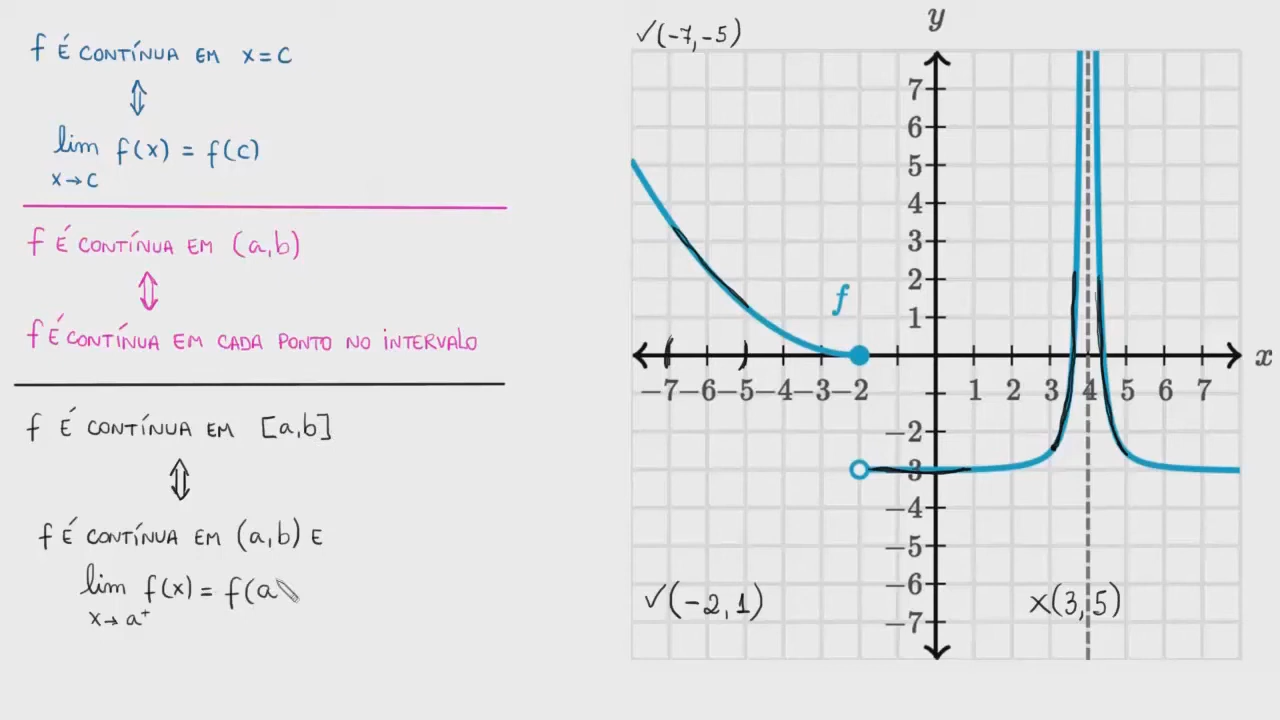 f É CONTÍNUA EM x=c
⇕
lim f(x) = f(c)
x→c
f É CONTÍNUA EM (a,b)
⇕
f É CONTÍNUA EM CADA PONTO NO INTERVALO
f É CONTÍNUA EM [a,b]
⇕
f É CONTÍNUA EM (a,b) E
lim f(x) = f(a
x→a⁺
✓(-7,-5)
y
7
6
5
4
3
2
1
f
x
−7 −6 −5 −4 −3 −2 1 2 3 4 5 6 7
−2
−3
−4
−5
−6
−7
✓(-2,1)
x(3,5)